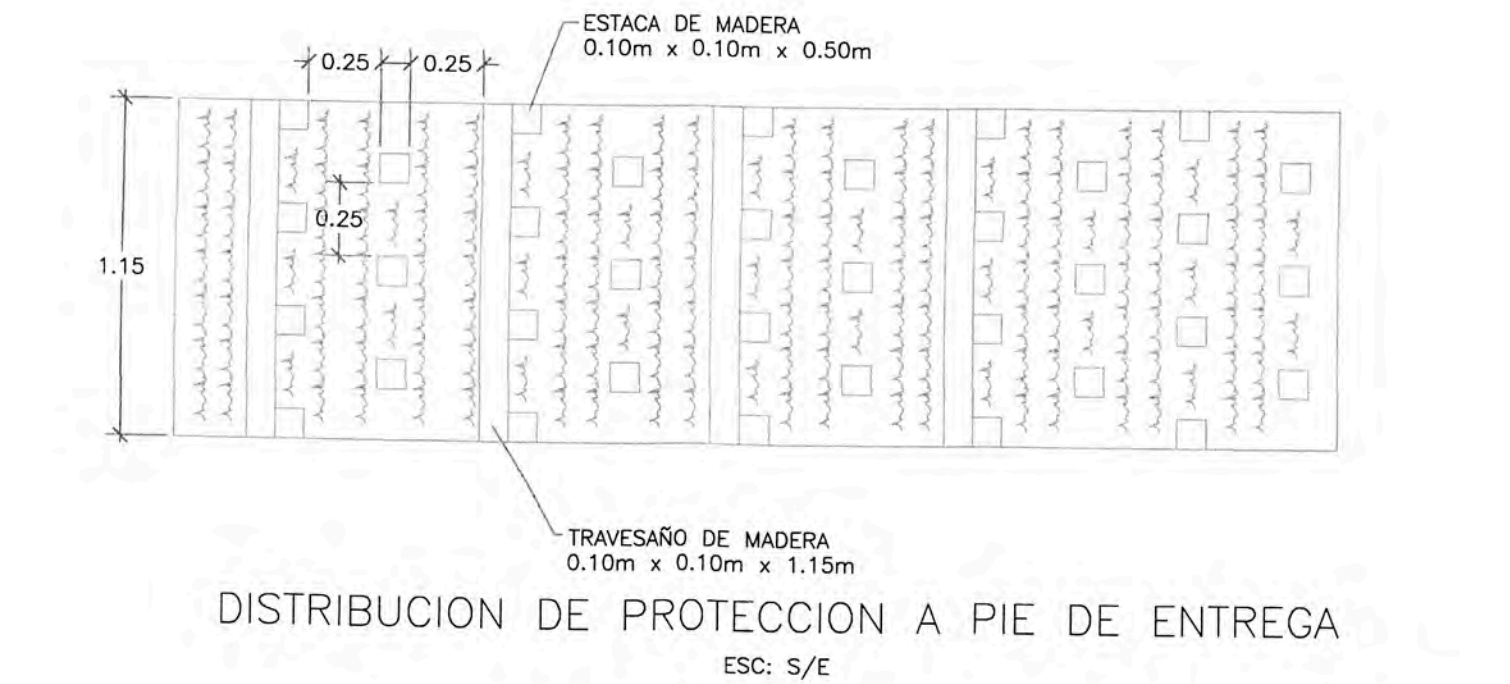 ESTACA DE MADERA
0.10m x 0.10m x 0.50m
0.25
0.25
0.25
1.15
TRAVESAÑO DE MADERA
0.10m x 0.10m x 1.15m
DISTRIBUCION DE PROTECCION A PIE DE ENTREGA
ESC: S/E